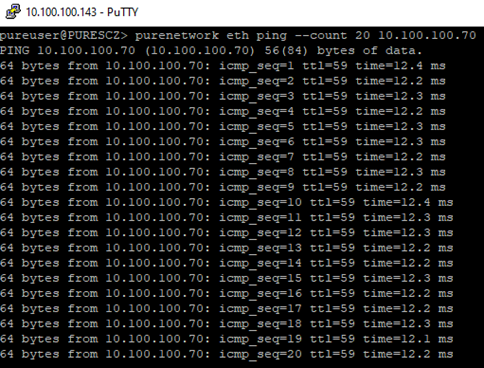 10.100.100.143 - PuTTY
pureuser@PURESCZ2> purenetwork eth ping --count 20 10.100.100.70
PING 10.100.100.70 (10.100.100.70) 56(84) bytes of data.
64 bytes from 10.100.100.70: icmp_seq=1 ttl=59 time=12.4 ms
64 bytes from 10.100.100.70: icmp_seq=2 ttl=59 time=12.2 ms
64 bytes from 10.100.100.70: icmp_seq=3 ttl=59 time=12.3 ms
64 bytes from 10.100.100.70: icmp_seq=4 ttl=59 time=12.2 ms
64 bytes from 10.100.100.70: icmp_seq=5 ttl=59 time=12.3 ms
64 bytes from 10.100.100.70: icmp_seq=6 ttl=59 time=12.3 ms
64 bytes from 10.100.100.70: icmp_seq=7 ttl=59 time=12.2 ms
64 bytes from 10.100.100.70: icmp_seq=8 ttl=59 time=12.3 ms
64 bytes from 10.100.100.70: icmp_seq=9 ttl=59 time=12.2 ms
64 bytes from 10.100.100.70: icmp_seq=10 ttl=59 time=12.4 ms
64 bytes from 10.100.100.70: icmp_seq=11 ttl=59 time=12.3 ms
64 bytes from 10.100.100.70: icmp_seq=12 ttl=59 time=12.3 ms
64 bytes from 10.100.100.70: icmp_seq=13 ttl=59 time=12.2 ms
64 bytes from 10.100.100.70: icmp_seq=14 ttl=59 time=12.2 ms
64 bytes from 10.100.100.70: icmp_seq=15 ttl=59 time=12.3 ms
64 bytes from 10.100.100.70: icmp_seq=16 ttl=59 time=12.2 ms
64 bytes from 10.100.100.70: icmp_seq=17 ttl=59 time=12.2 ms
64 bytes from 10.100.100.70: icmp_seq=18 ttl=59 time=12.3 ms
64 bytes from 10.100.100.70: icmp_seq=19 ttl=59 time=12.1 ms
64 bytes from 10.100.100.70: icmp_seq=20 ttl=59 time=12.2 ms